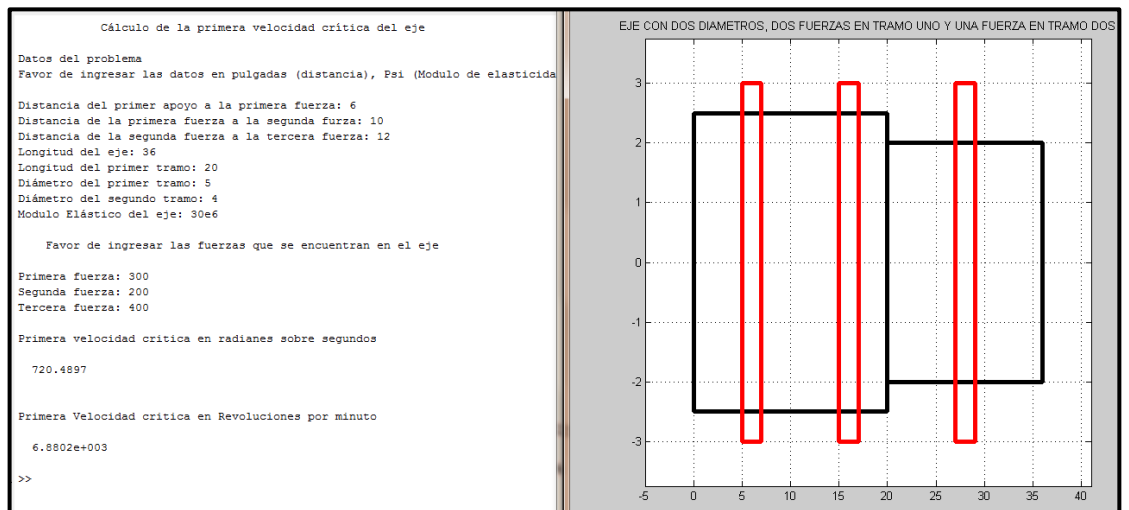 Cálculo de la primera velocidad crítica del eje
Datos del problema
Favor de ingresar las datos en pulgadas (distancia), Psi (Modulo de elasticida
Distancia del primer apoyo a la primera fuerza: 6
Distancia de la primera fuerza a la segunda furza: 10
Distancia de la segunda fuerza a la tercera fuerza: 12
Longitud del eje: 36
Longitud del primer tramo: 20
Diámetro del primer tramo: 5
Diámetro del segundo tramo: 4
Modulo Elástico del eje: 30e6
Favor de ingresar las fuerzas que se encuentran en el eje
Primera fuerza: 300
Segunda fuerza: 200
Tercera fuerza: 400
Primera velocidad critica en radianes sobre segundos
720.4897
Primera Velocidad critica en Revoluciones por minuto
6.8802e+003
>>
EJE CON DOS DIAMETROS, DOS FUERZAS EN TRAMO UNO Y UNA FUERZA EN TRAMO DOS
3
2
1
0
-1
-2
-3
-5 0 5 10 15 20 25 30 35 40